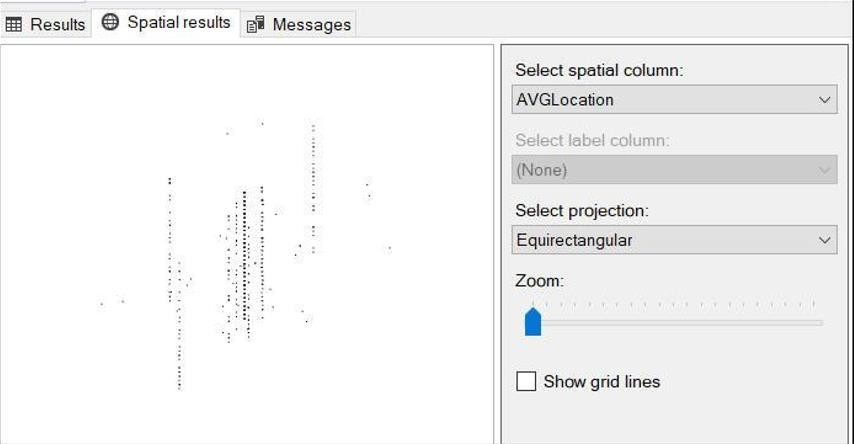 Results
Spatial results
Messages
Select spatial column:
AVGLocation
Select label column:
(None)
Select projection:
Equirectangular
Zoom:
Show grid lines